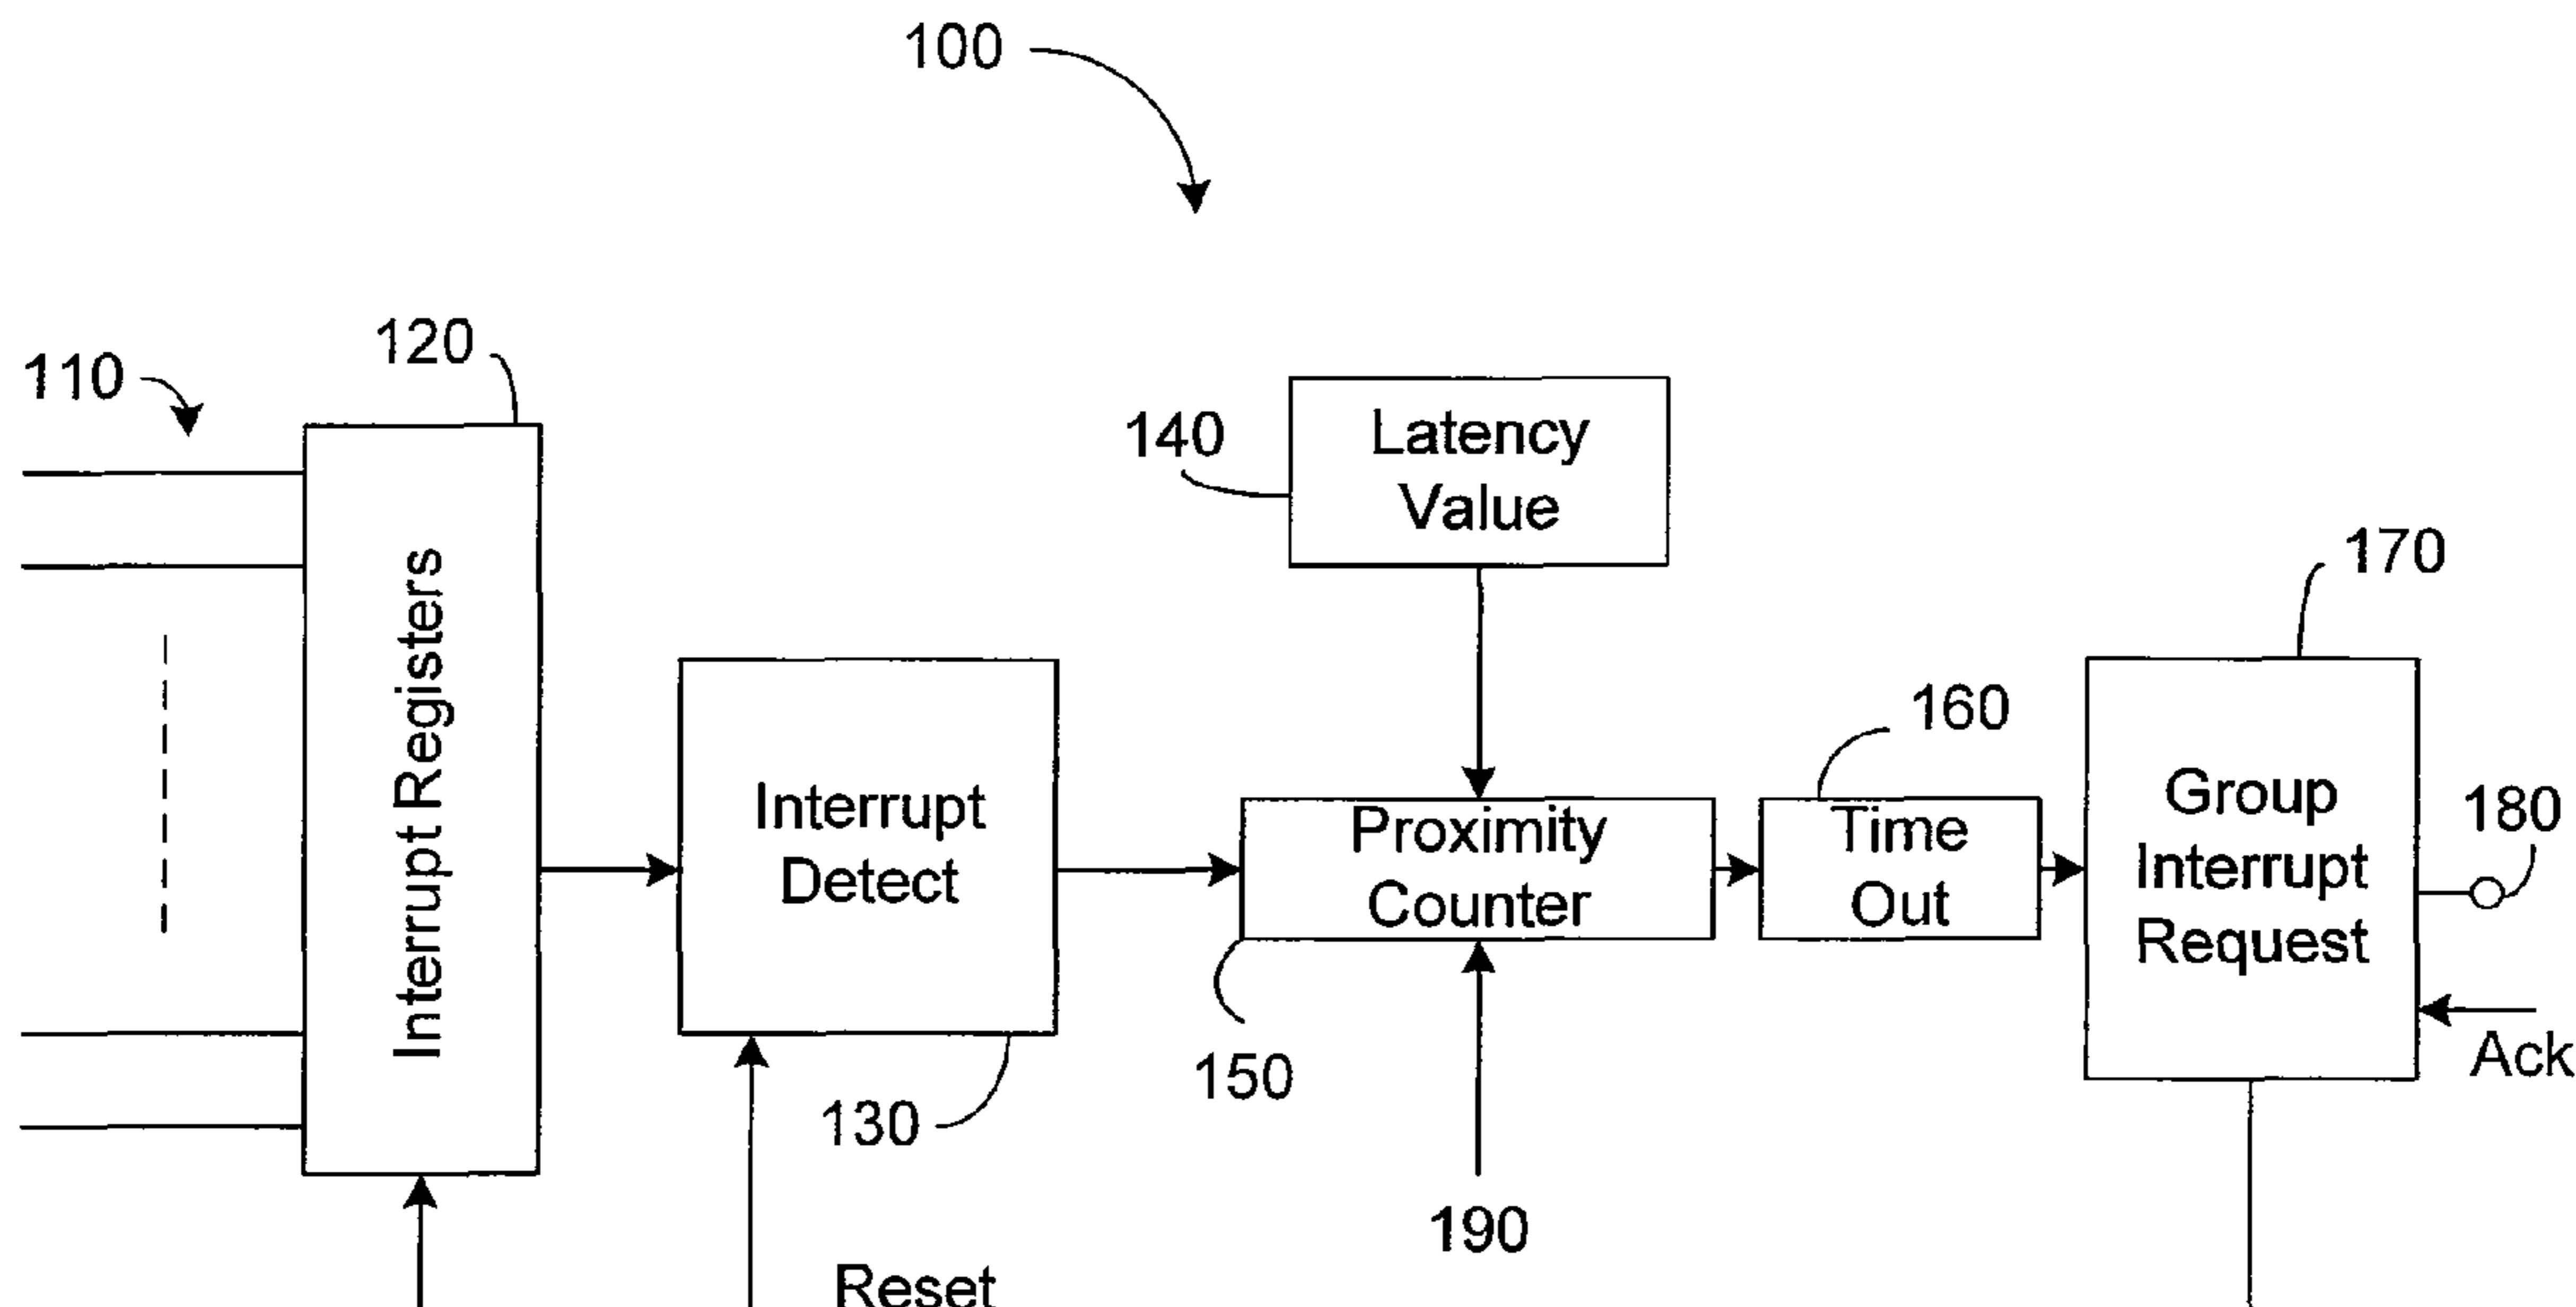 100
120
110
Latency
Value
140
170
Interrupt Registers
160
Interrupt
Detect
Proximity
Counter
Time
Out
Group
Interrupt
Request
180
Ack
150
130
190
Reset